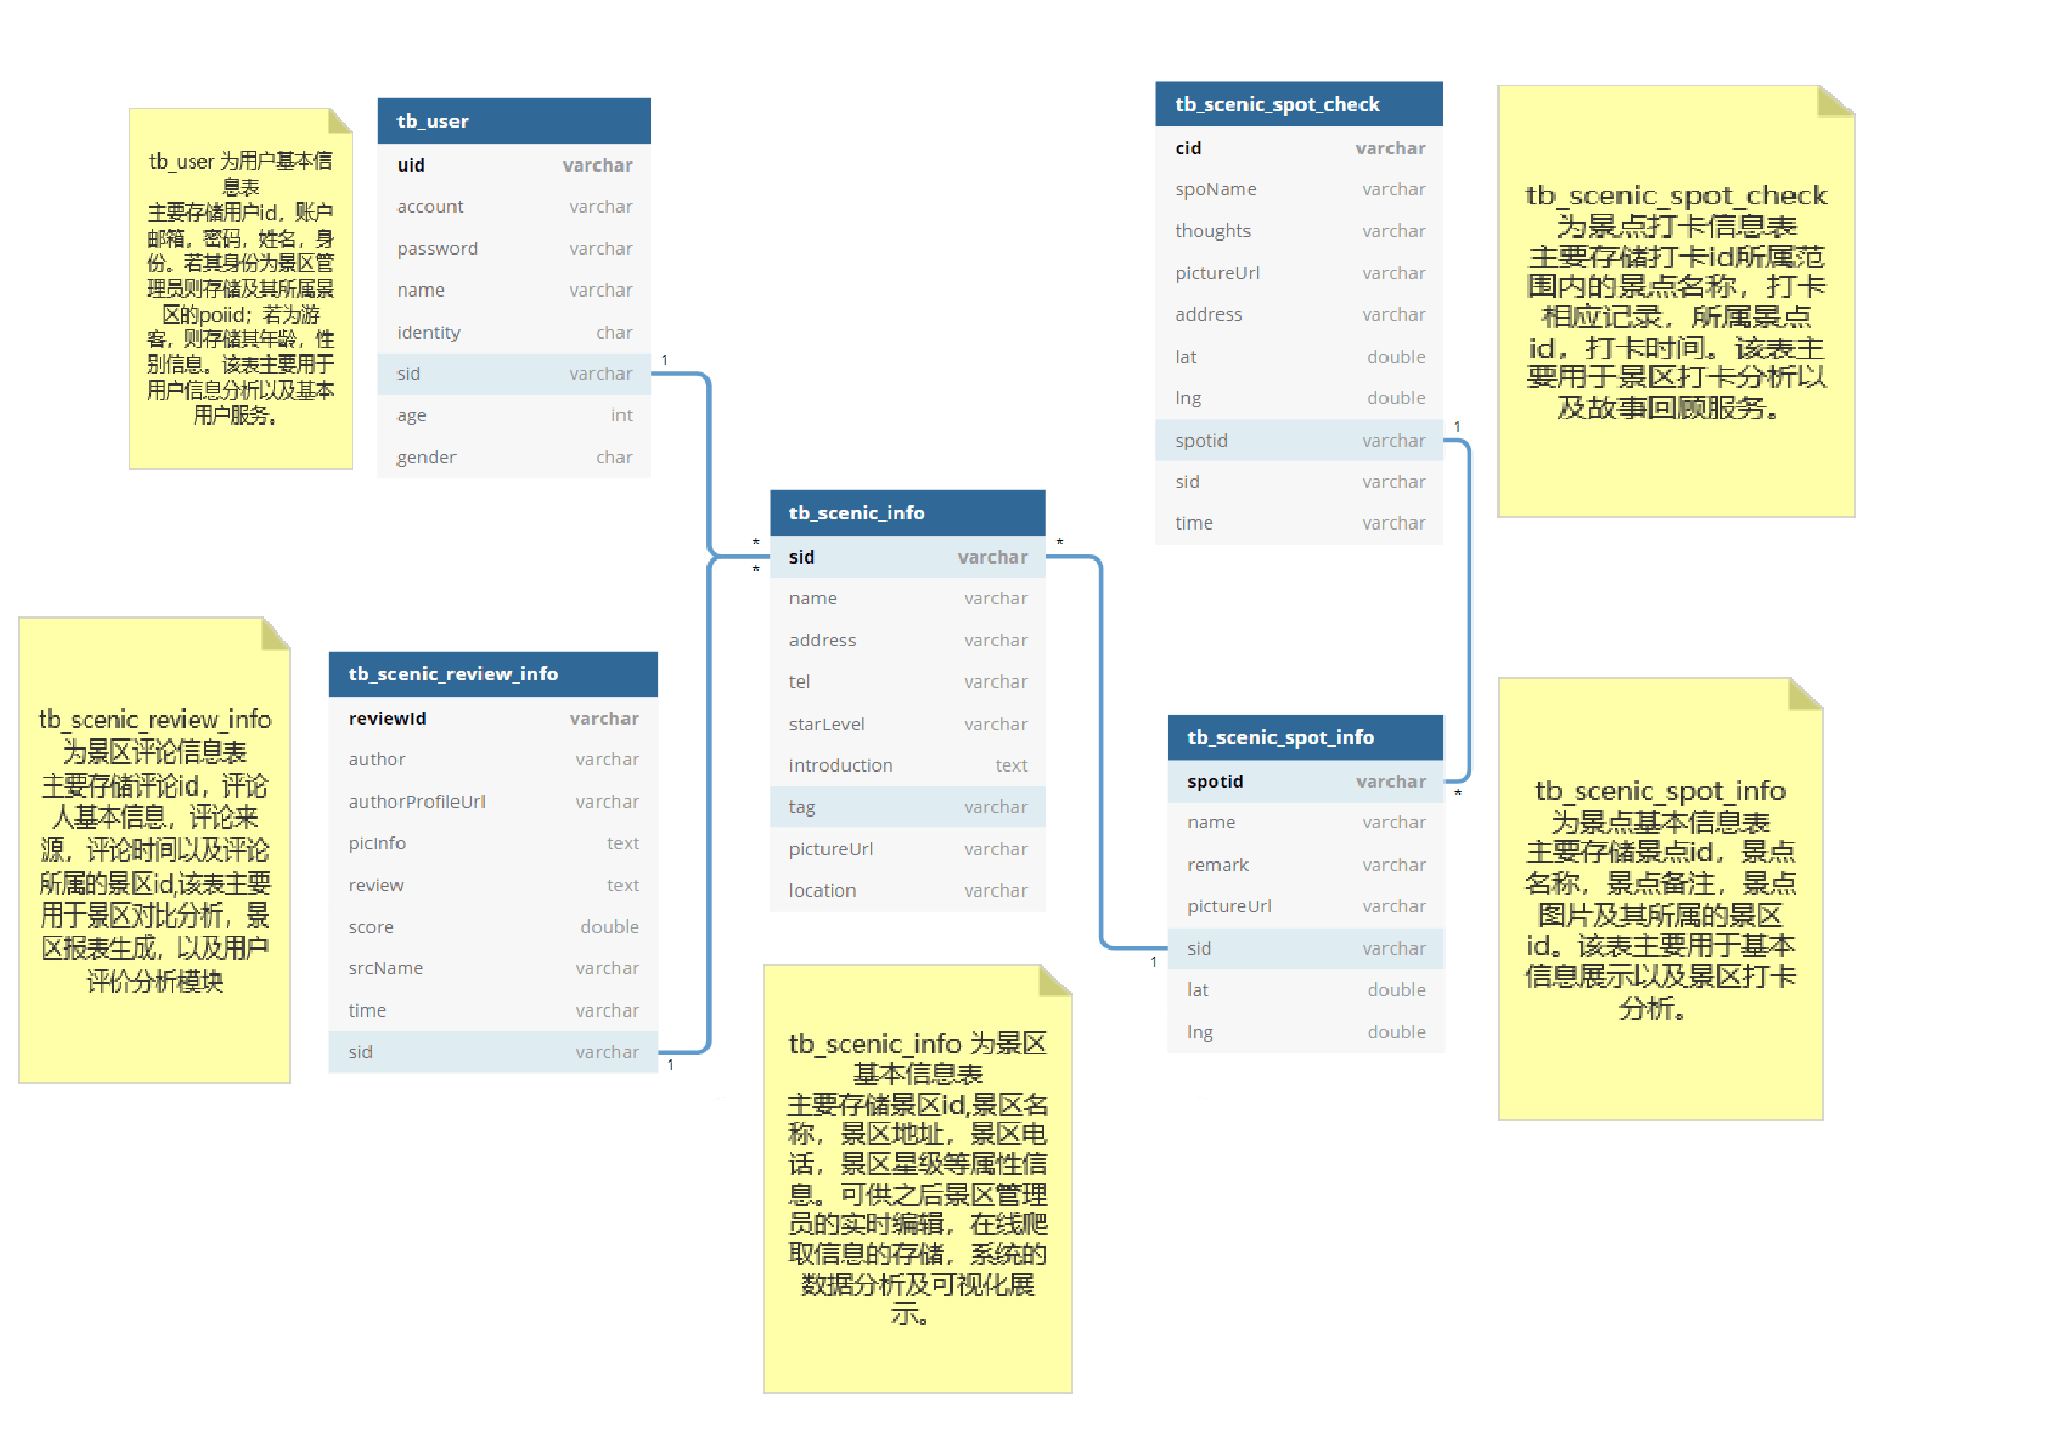 tb_user 为用户基本信
息表
主要存储用户id，账户
邮箱，密码，姓名，身
份。若其身份为景区管
理员则存储及其所属景
区的poiid；若为游
客，则存储其年龄，性
别信息。该表主要用于
用户信息分析以及基本
用户服务。
tb_user
uid varchar
account varchar
password varchar
name varchar
identity char
sid varchar
age int
gender char
1
tb_scenic_spot_check
cid varchar
spoName varchar
thoughts varchar
pictureUrl varchar
address varchar
lat double
lng double
spotid varchar
sid varchar
time varchar
1
tb_scenic_spot_check
为景点打卡信息表
主要存储打卡id所属范
围内的景点名称，打卡
相应记录，所属景点
id，打卡时间。该表主
要用于景区打卡分析以
及故事回顾服务。
tb_scenic_info
sid varchar
name varchar
address varchar
tel varchar
starLevel varchar
introduction text
tag varchar
pictureUrl varchar
location varchar
*
*
*
tb_scenic_review_info
为景区评论信息表
主要存储评论id，评论
人基本信息，评论来
源，评论时间以及评论
所属的景区id,该表主要
用于景区对比分析，景
区报表生成，以及用户
评价分析模块
tb_scenic_review_info
reviewId varchar
author varchar
authorProfileUrl varchar
picInfo text
review text
score double
srcName varchar
time varchar
sid varchar
1
tb_scenic_spot_info
spotid varchar
name varchar
remark varchar
pictureUrl varchar
sid varchar
lat double
lng double
*
1
tb_scenic_spot_info
为景点基本信息表
主要存储景点id，景点
名称，景点备注，景点
图片及其所属的景区
id。该表主要用于基本
信息展示以及景区打卡
分析。
tb_scenic_info 为景区
基本信息表
主要存储景区id,景区名
称，景区地址，景区电
话，景区星级等属性信
息。可供之后景区管理
员的实时编辑，在线爬
取信息的存储，系统的
数据分析及可视化展
示。